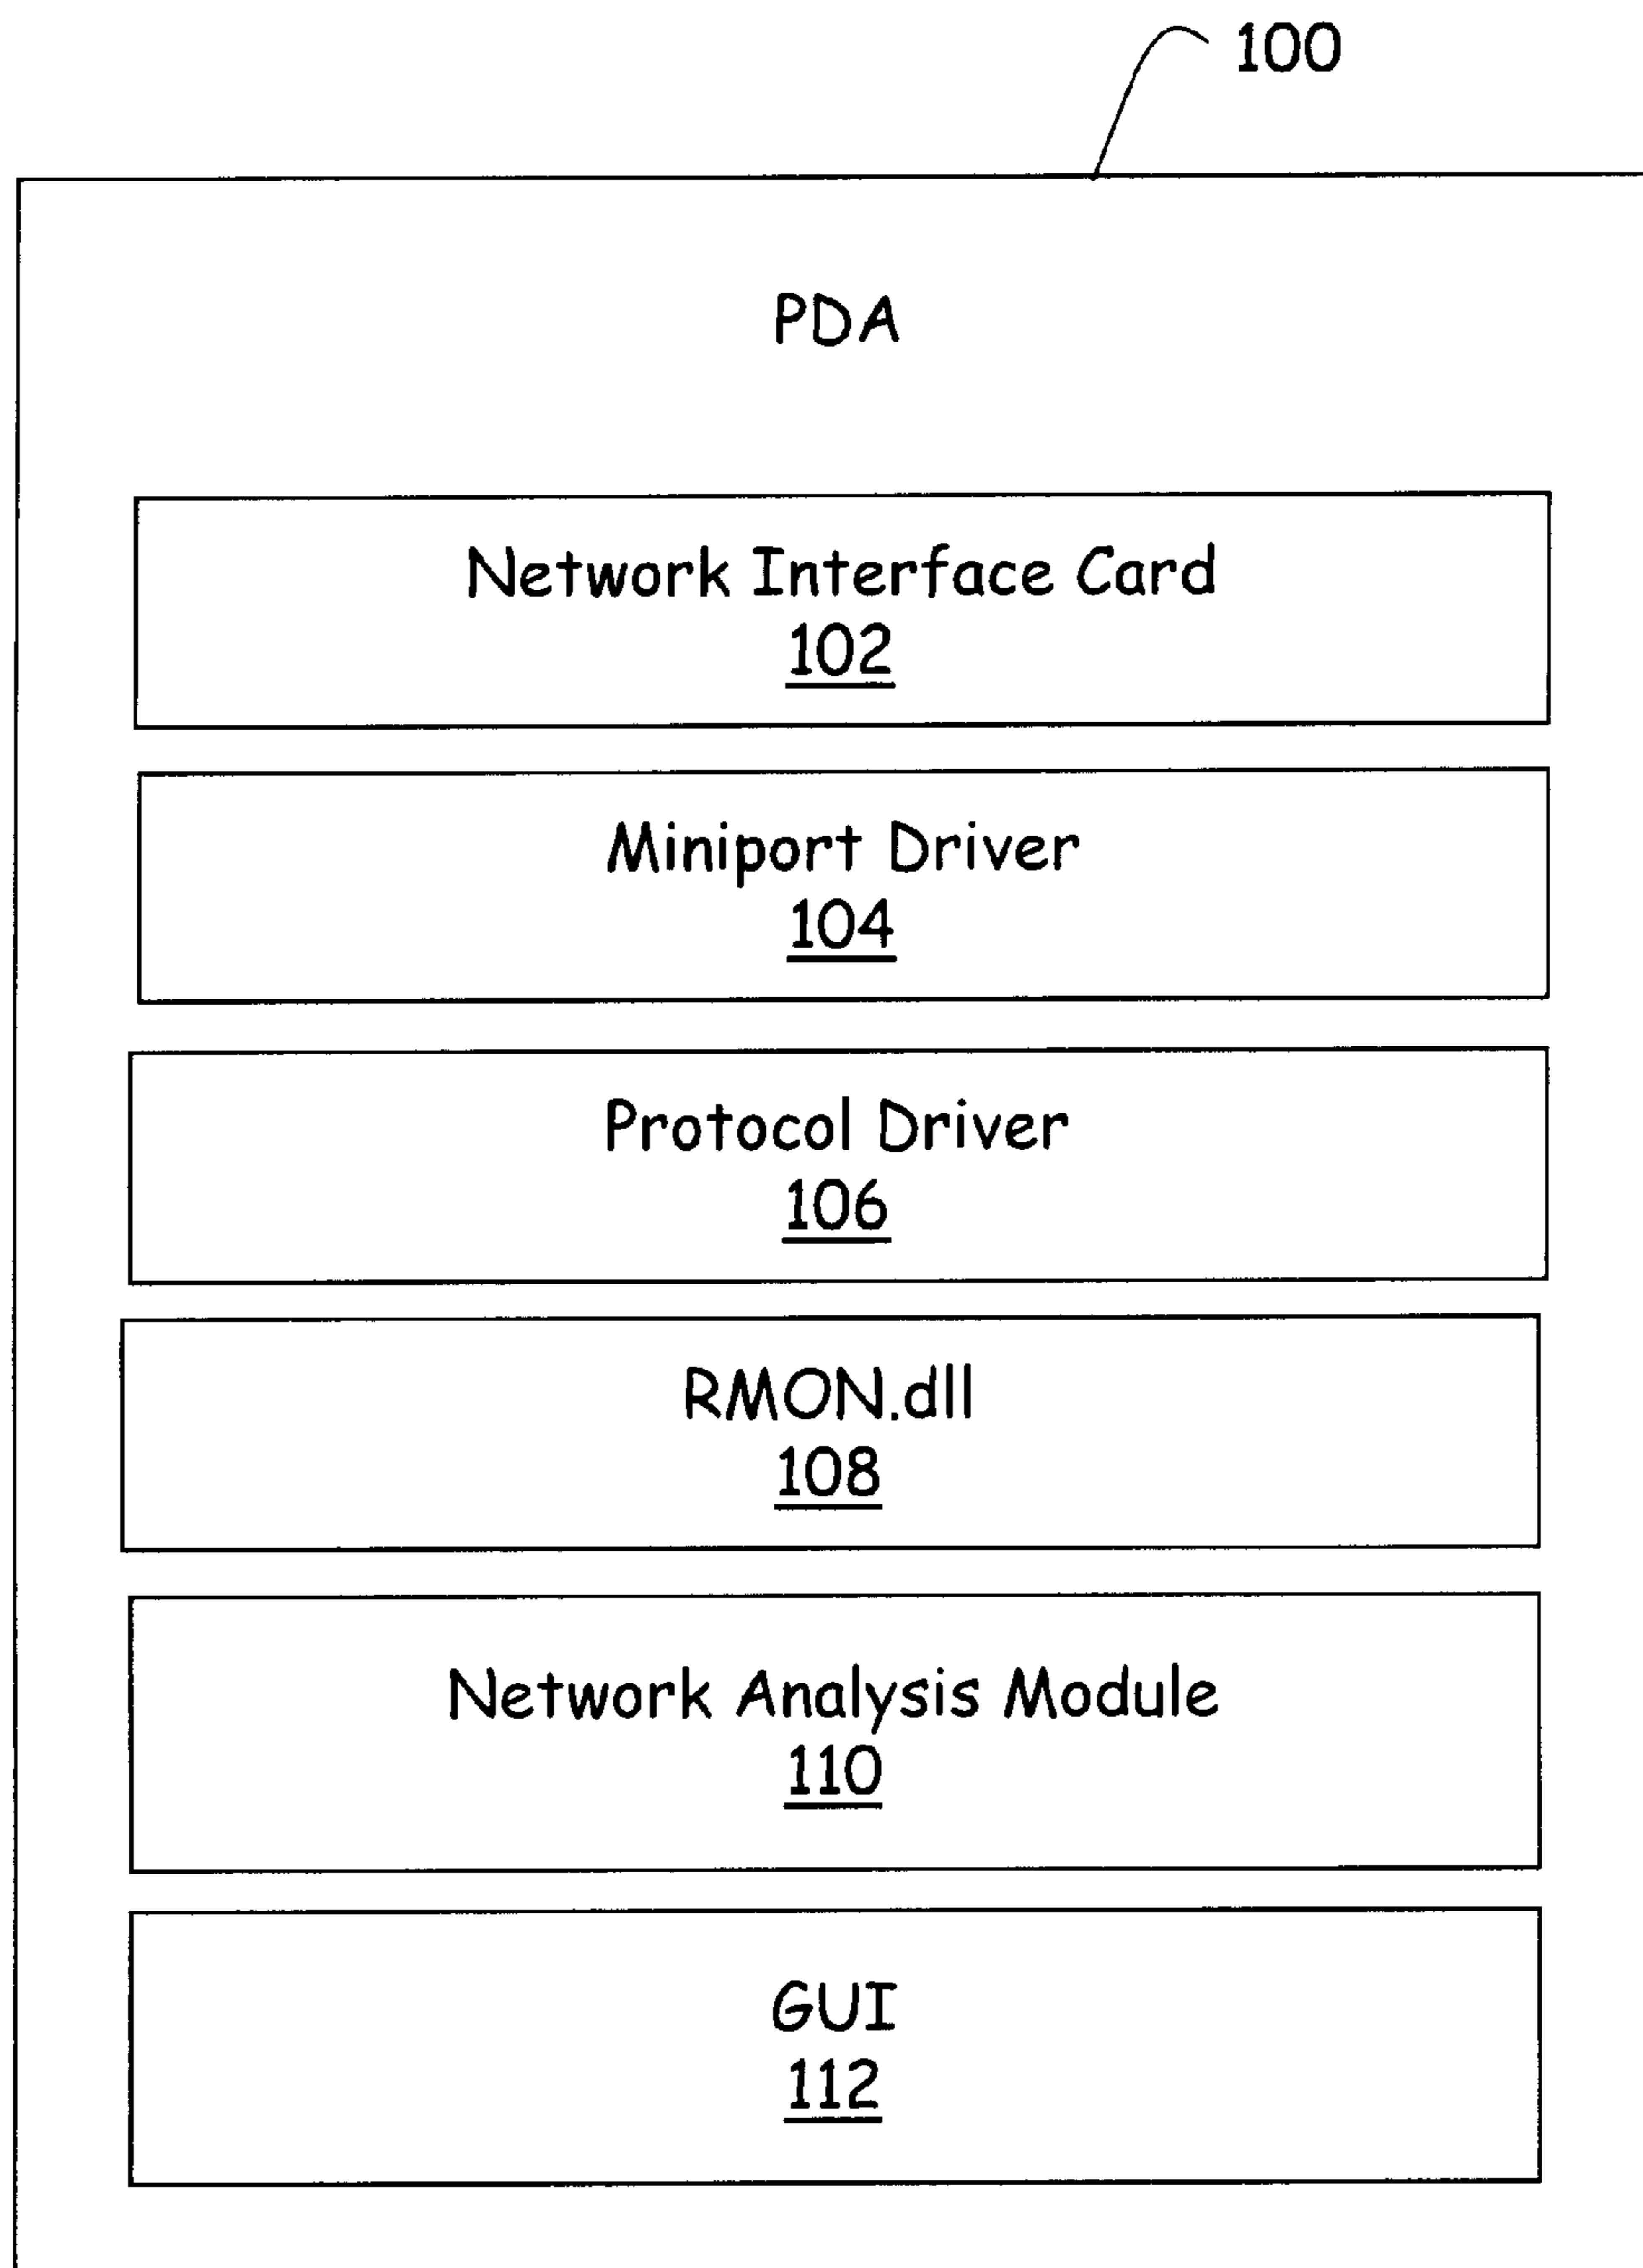 100
PDA
Network Interface Card
102
Miniport Driver
104
Protocol Driver
106
RMON.dll
108
Network Analysis Module
110
GUI
112